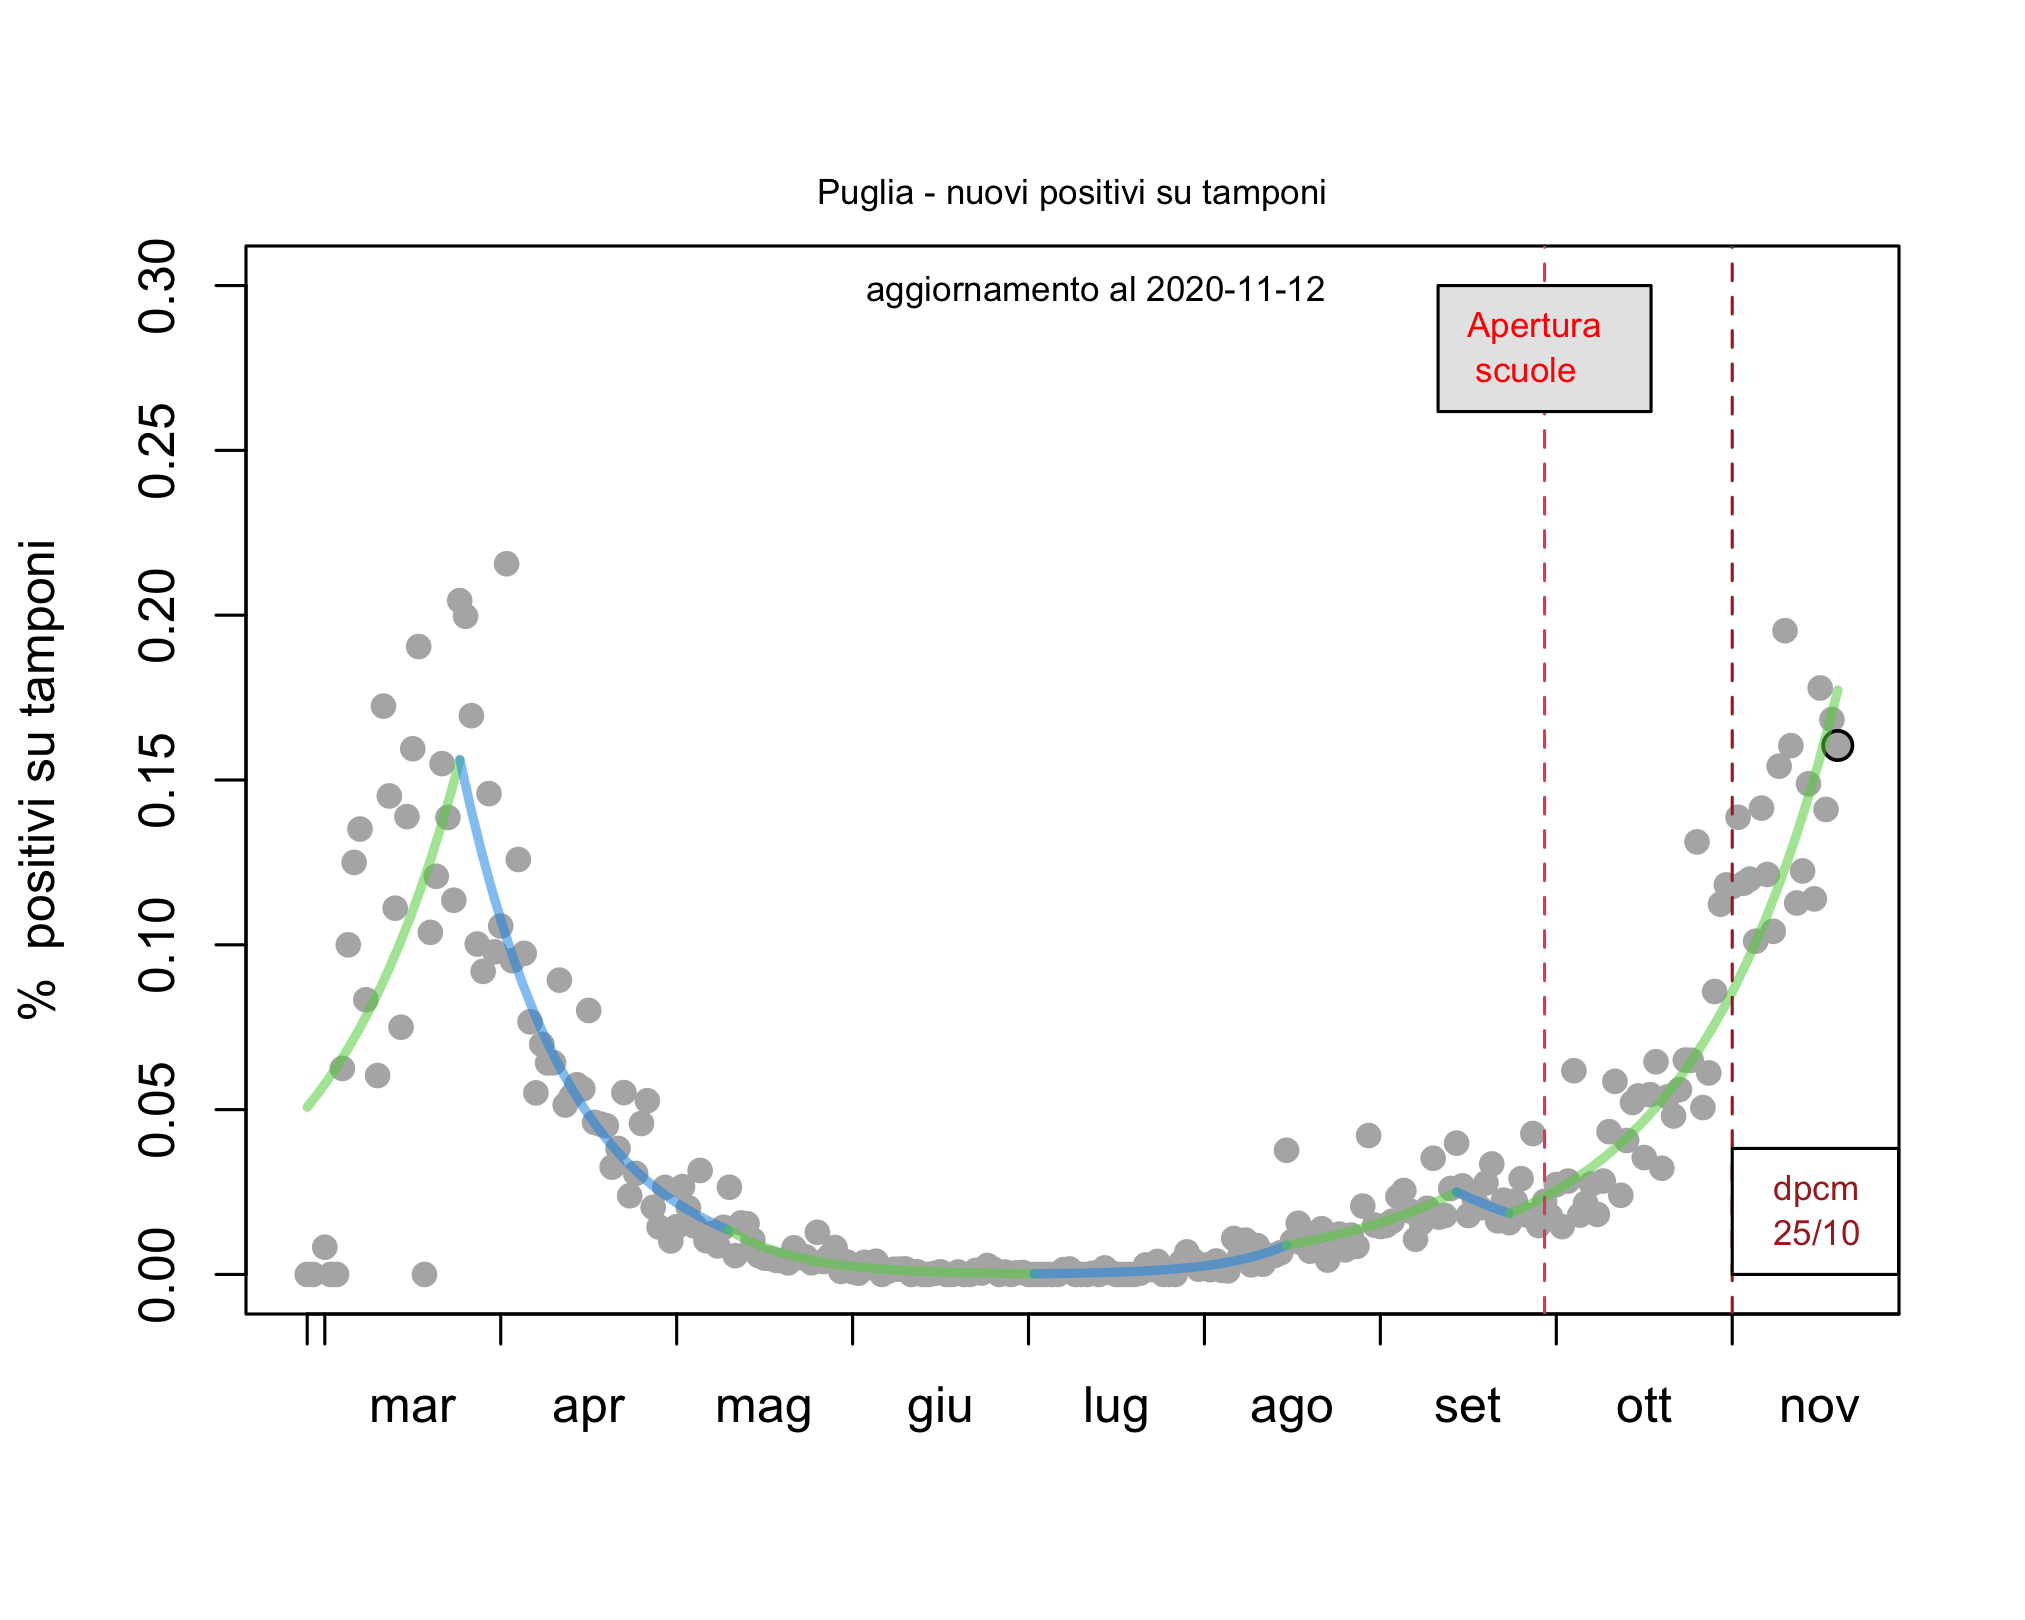 Puglia - nuovi positivi su tamponi
aggiornamento al 2020-11-12
Apertura
scuole
% positivi su tamponi
0.30
0.25
0.20
0.15
0.10
0.05
0.00
dpcm
25/10
mar apr mag giu lug ago set ott nov